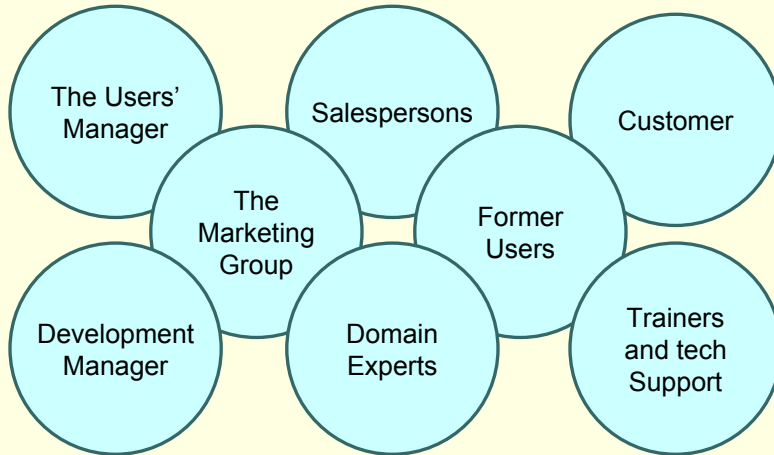 The Users’
Manager
Salespersons
Customer
The
Marketing
Group
Former
Users
Development
Manager
Domain
Experts
Trainers
and tech
Support